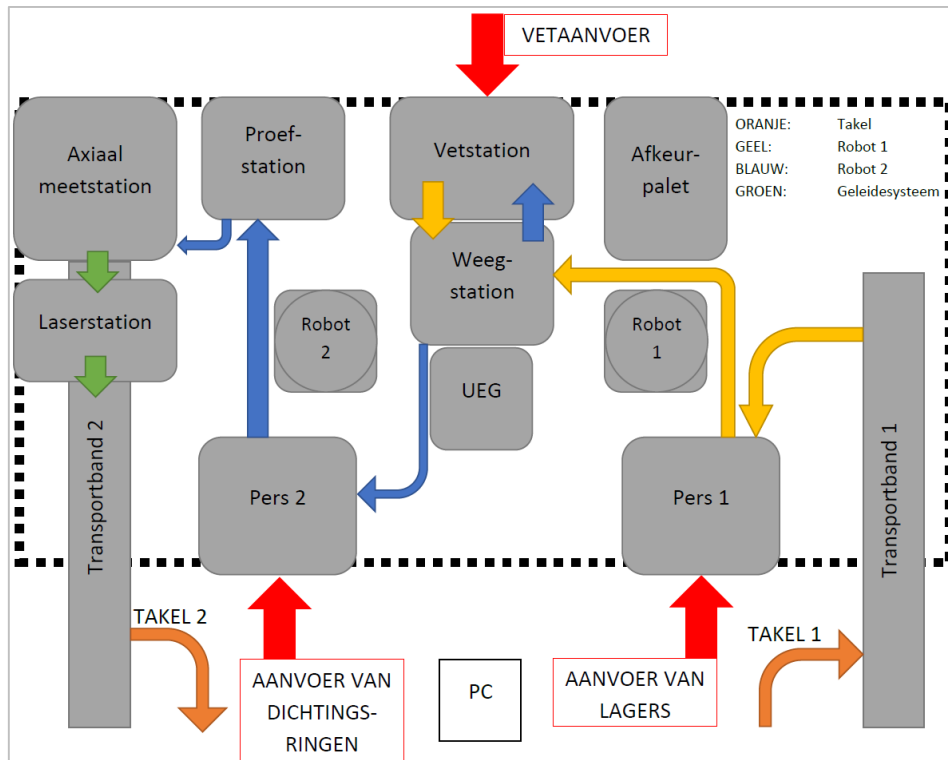 VETAANVOER
Axiaal
meetstation
Proef-
station
Vetstation
Afkeur-
palet
ORANJE: Takel
GEEL: Robot 1
BLAUW: Robot 2
GROEN: Geleidesysteem
Weeg-
station
Laserstation
Robot
2
Robot
1
UEG
Transportband 2
Pers 2
Pers 1
Transportband 1
TAKEL 2
TAKEL 1
AANVOER VAN
DICHTINGS-
RINGEN
PC
AANVOER VAN
LAGERS